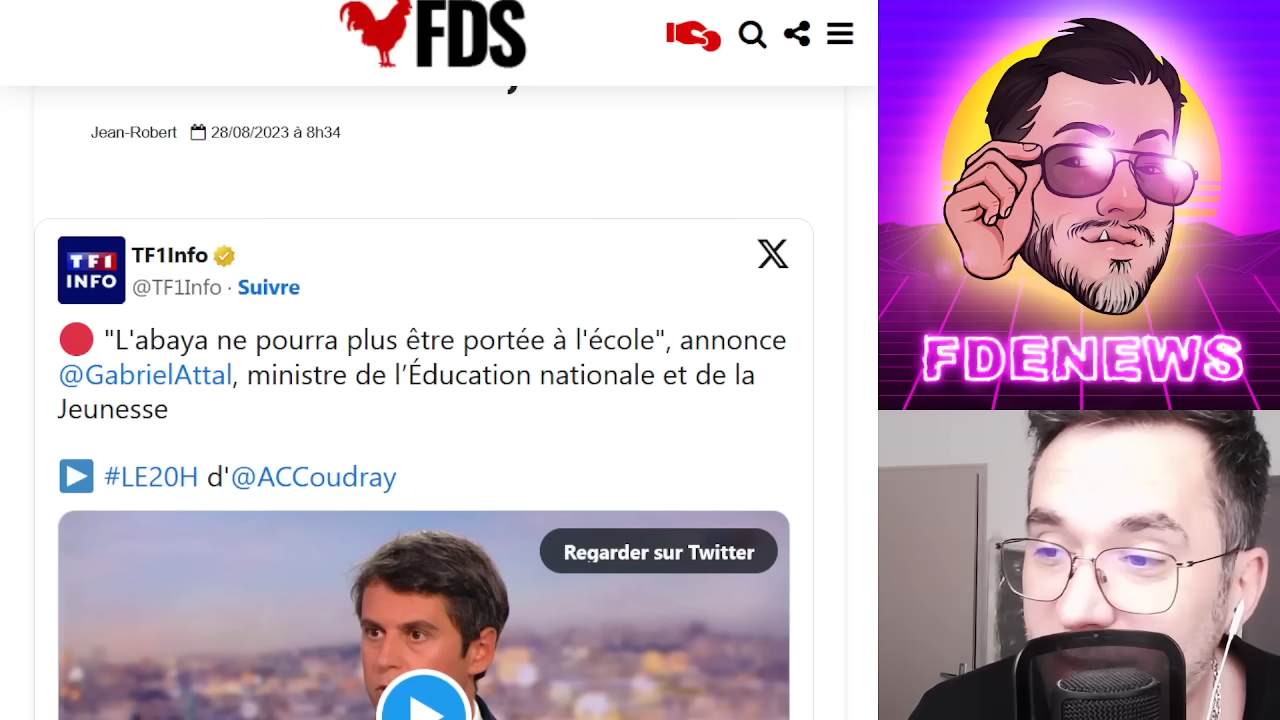 FDS
Jean-Robert 28/08/2023 à 8h34
TF1 INFO
TF1Info
@TF1Info · Suivre
"L'abaya ne pourra plus être portée à l'école", annonce
@GabrielAttal, ministre de l'Éducation nationale et de la
Jeunesse
#LE20H d'@ACCoudray
Regarder sur Twitter
FDENEWS